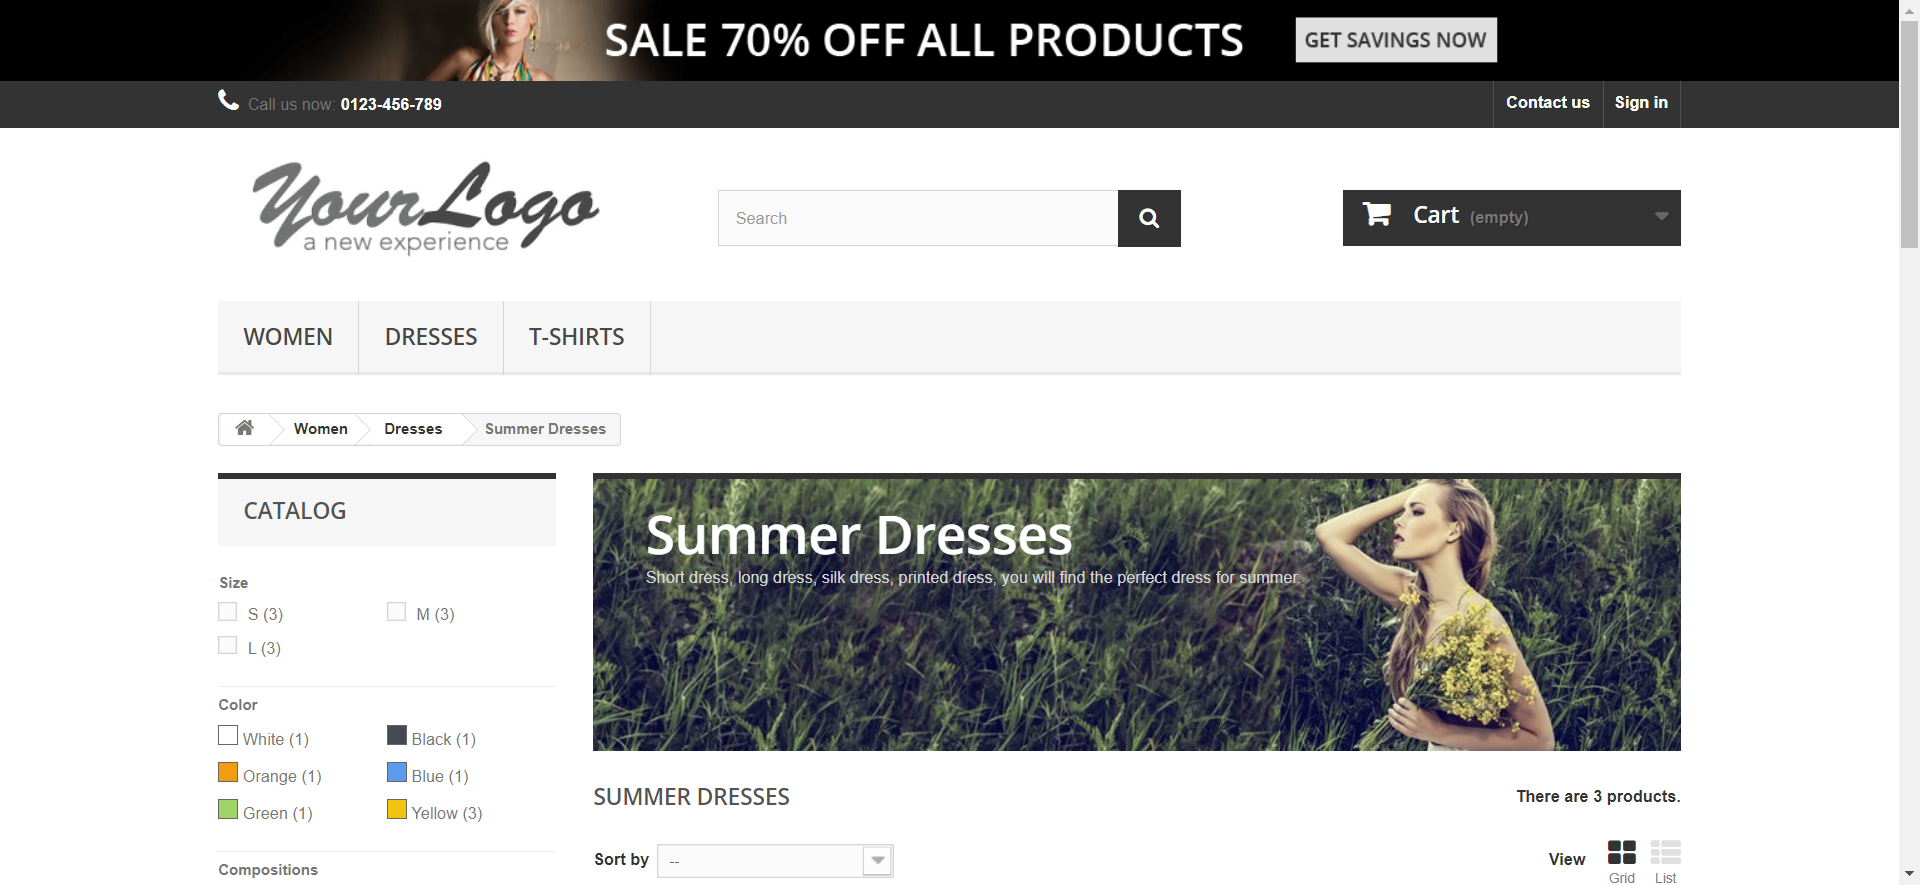 SALE 70% OFF ALL PRODUCTS
GET SAVINGS NOW
Call us now: 0123-456-789
Contact us
Sign in
YourLogo
a new experience
Search
Cart (empty)
WOMEN
DRESSES
T-SHIRTS
Women
Dresses
Summer Dresses
CATALOG
Size
S (3)
M (3)
L (3)
Color
White (1)
Black (1)
Orange (1)
Blue (1)
Green (1)
Yellow (3)
Compositions
Summer Dresses
Short dress, long dress, silk dress, printed dress, you will find the perfect dress for summer.
SUMMER DRESSES
There are 3 products.
Sort by
--
View
Grid
List